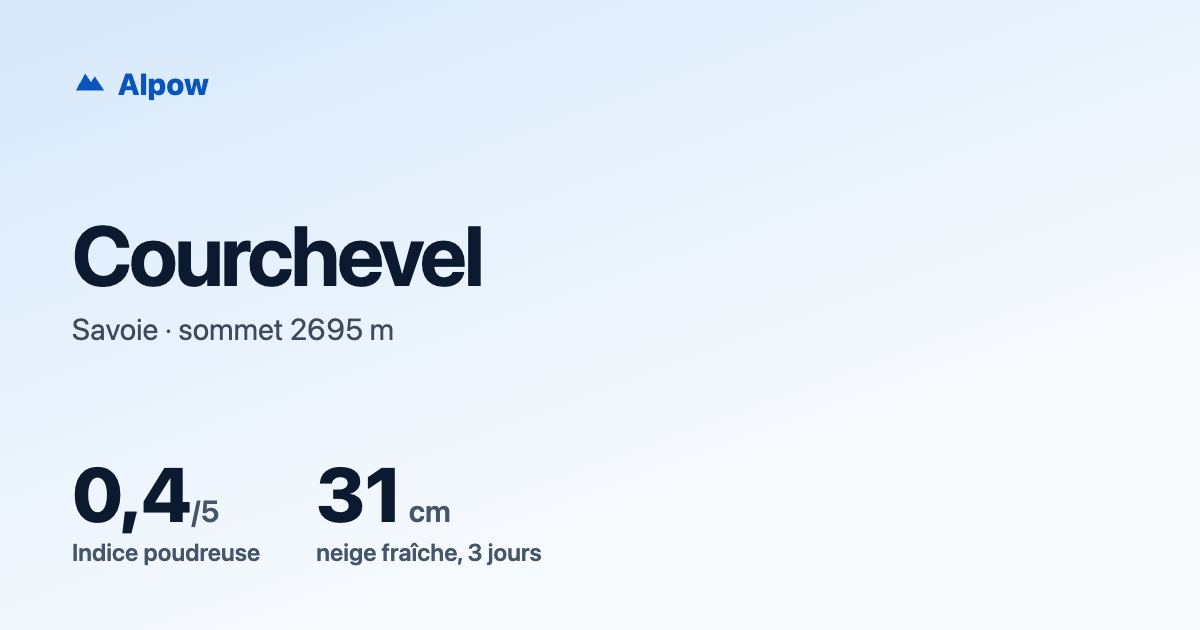 Alpow
Courchevel
Savoie · sommet 2695 m
0,4/5
Indice poudreuse
31 cm
neige fraîche, 3 jours